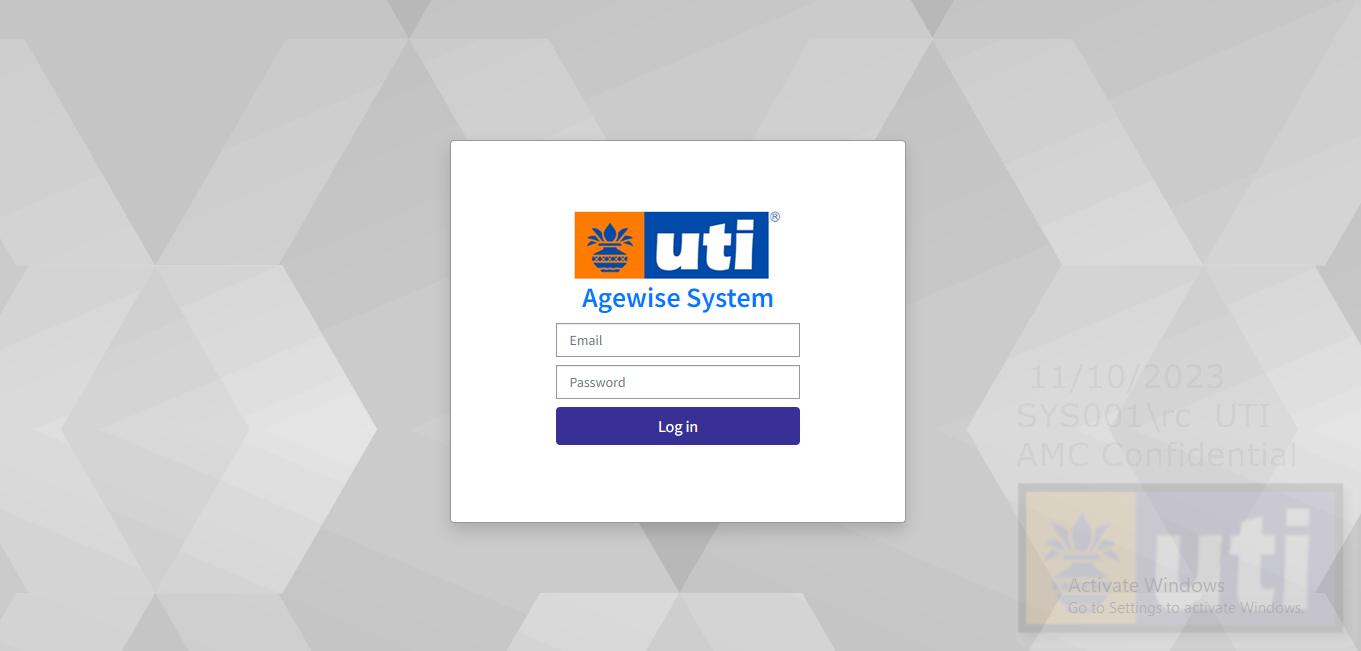 uti®
Agewise System
Email
Password
Log in
11/10/2023
SYS001\rc UTI
AMC Confidential
uti
Activate Windows
Go to Settings to activate Windows.